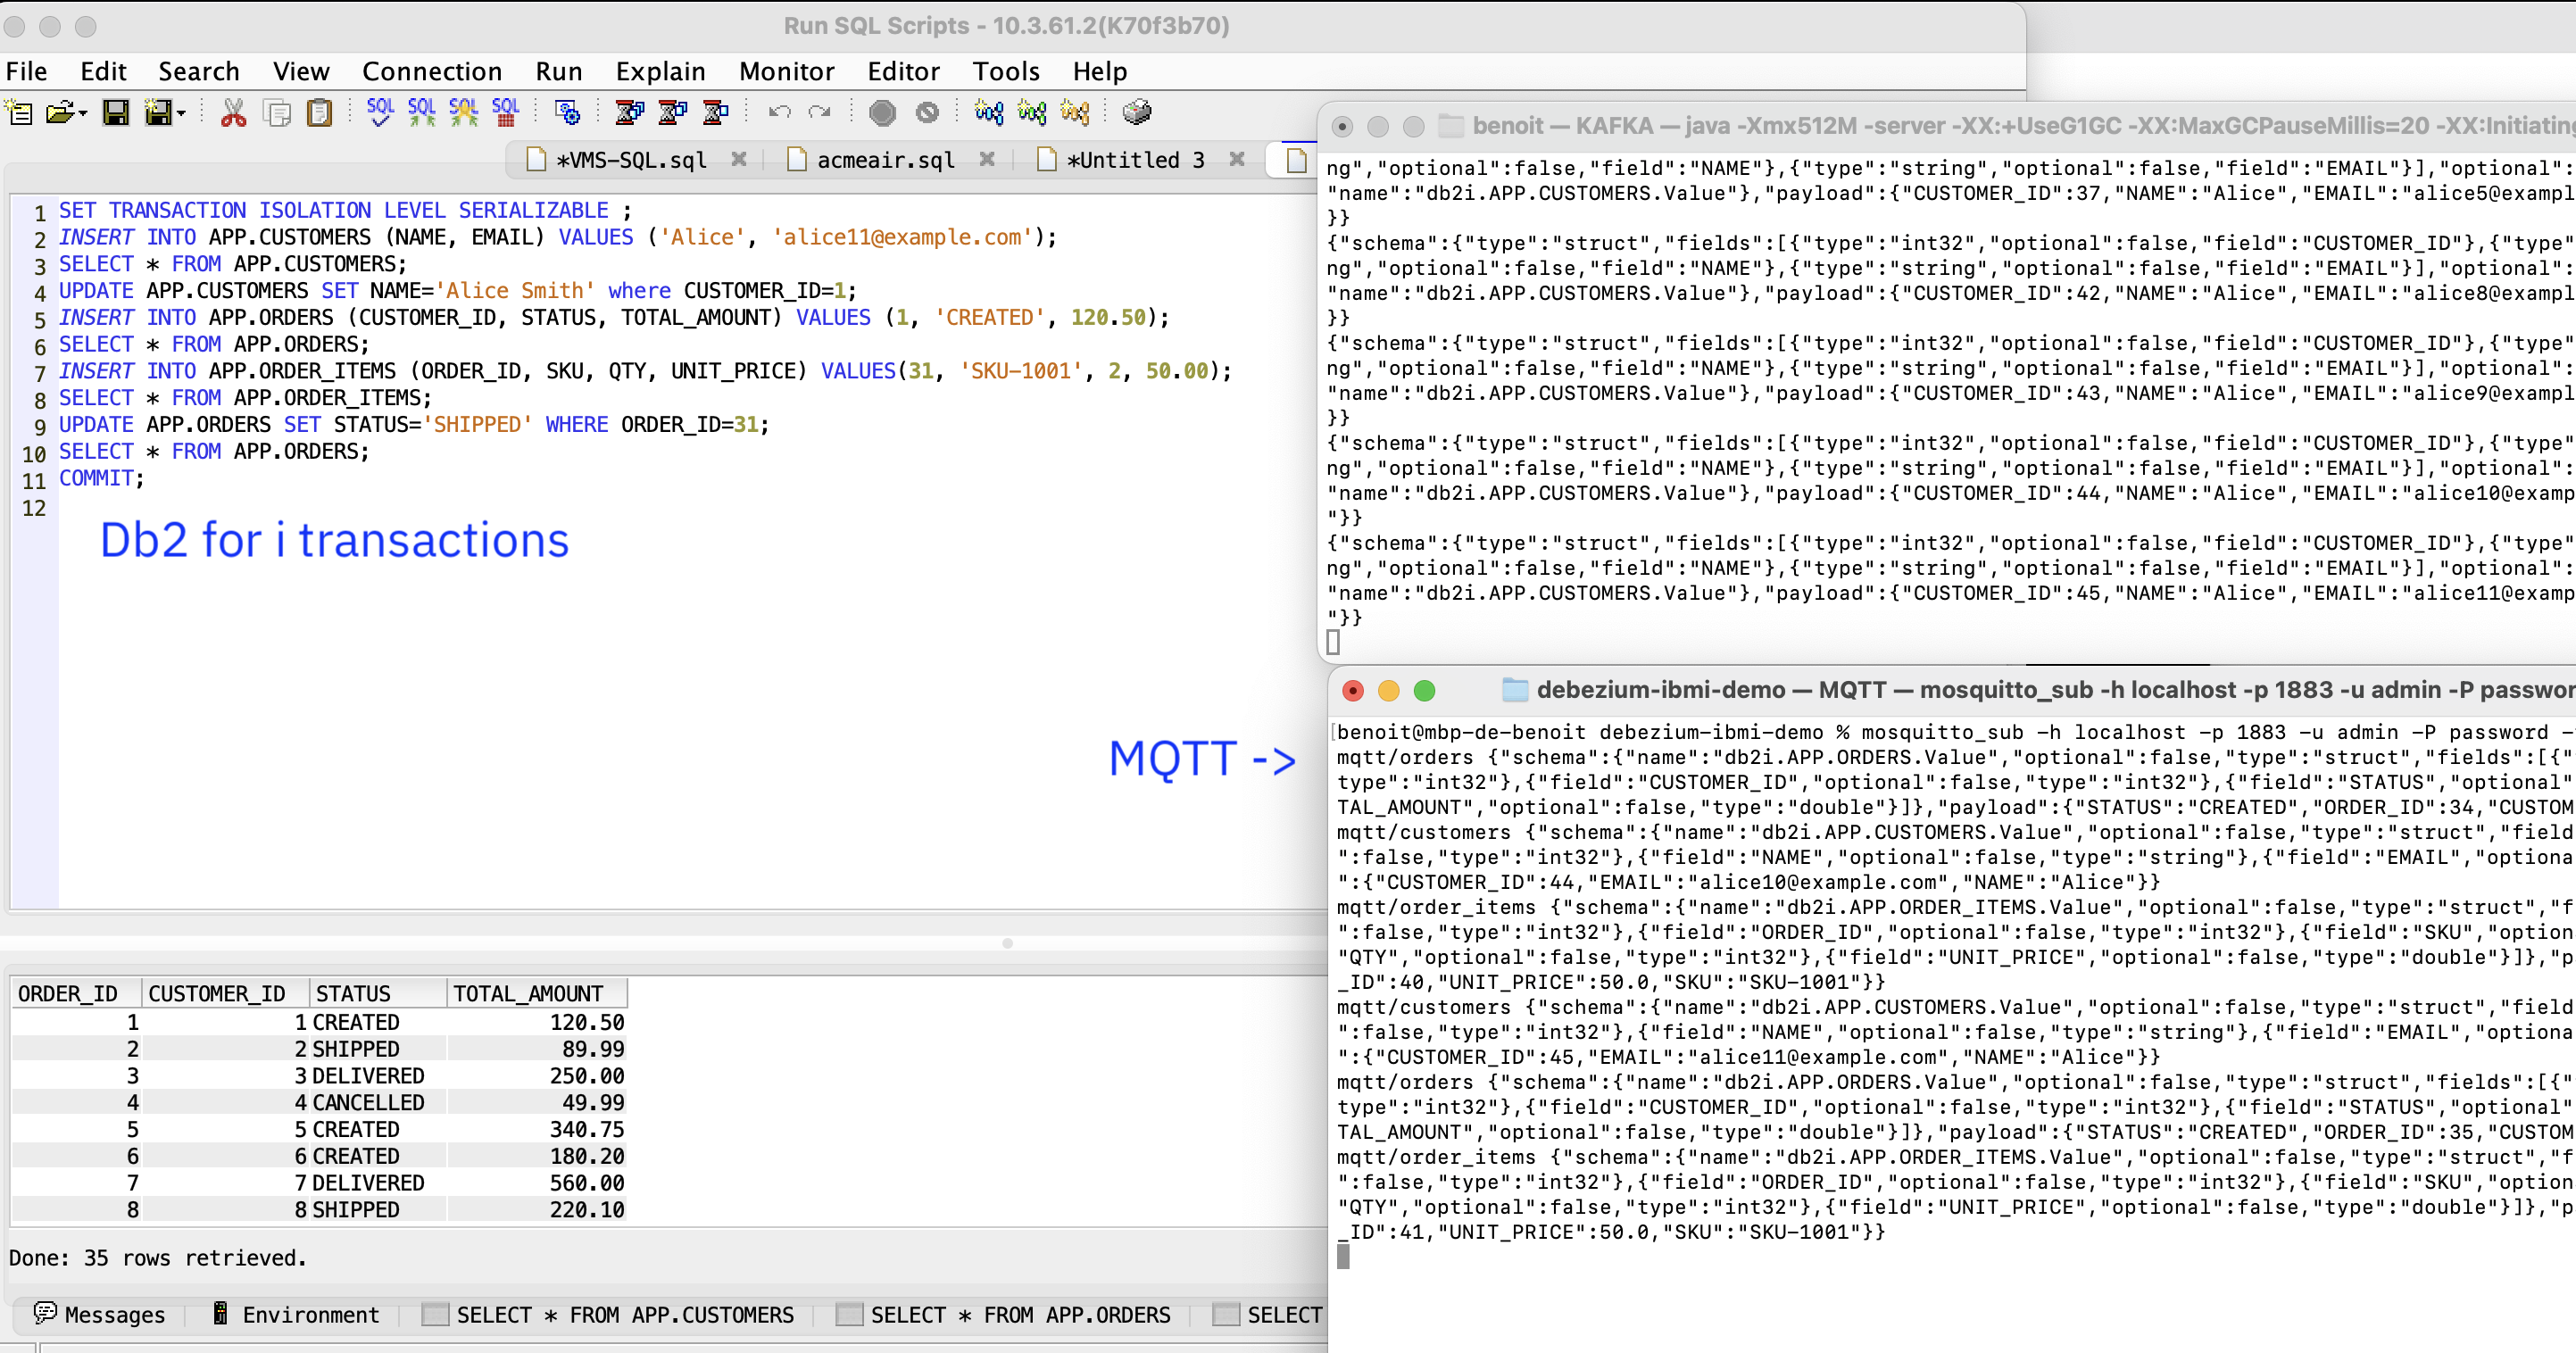 Run SQL Scripts - 10.3.61.2(K70f3b70)
File Edit Search View Connection Run Explain Monitor Editor Tools Help
*VMS-SQL.sql acmeair.sql *Untitled 3
1 SET TRANSACTION ISOLATION LEVEL SERIALIZABLE ;
2 INSERT INTO APP.CUSTOMERS (NAME, EMAIL) VALUES ('Alice', 'alice11@example.com');
3 SELECT * FROM APP.CUSTOMERS;
4 UPDATE APP.CUSTOMERS SET NAME='Alice Smith' where CUSTOMER_ID=1;
5 INSERT INTO APP.ORDERS (CUSTOMER_ID, STATUS, TOTAL_AMOUNT) VALUES (1, 'CREATED', 120.50);
6 SELECT * FROM APP.ORDERS;
7 INSERT INTO APP.ORDER_ITEMS (ORDER_ID, SKU, QTY, UNIT_PRICE) VALUES(31, 'SKU-1001', 2, 50.00);
8 SELECT * FROM APP.ORDER_ITEMS;
9 UPDATE APP.ORDERS SET STATUS='SHIPPED' WHERE ORDER_ID=31;
10 SELECT * FROM APP.ORDERS;
11 COMMIT;
12
Db2 for i transactions
MQTT ->
ORDER_ID CUSTOMER_ID STATUS TOTAL_AMOUNT
1 1 CREATED 120.50
2 2 SHIPPED 89.99
3 3 DELIVERED 250.00
4 4 CANCELLED 49.99
5 5 CREATED 340.75
6 6 CREATED 180.20
7 7 DELIVERED 560.00
8 8 SHIPPED 220.10
Done: 35 rows retrieved.
Messages Environment SELECT * FROM APP.CUSTOMERS SELECT * FROM APP.ORDERS SELECT
benoit — KAFKA — java -Xmx512M -server -XX:+UseG1GC -XX:MaxGCPauseMillis=20 -XX:Initiating
ng","optional":false,"field":"NAME"},{"type":"string","optional":false,"field":"EMAIL"}],"optional":
"name":"db2i.APP.CUSTOMERS.Value"},"payload":{"CUSTOMER_ID":37,"NAME":"Alice","EMAIL":"alice5@exampl
}}
{"schema":{"type":"struct","fields":[{"type":"int32","optional":false,"field":"CUSTOMER_ID"},{"type"
ng","optional":false,"field":"NAME"},{"type":"string","optional":false,"field":"EMAIL"}],"optional":
"name":"db2i.APP.CUSTOMERS.Value"},"payload":{"CUSTOMER_ID":42,"NAME":"Alice","EMAIL":"alice8@exampl
}}
{"schema":{"type":"struct","fields":[{"type":"int32","optional":false,"field":"CUSTOMER_ID"},{"type"
ng","optional":false,"field":"NAME"},{"type":"string","optional":false,"field":"EMAIL"}],"optional":
"name":"db2i.APP.CUSTOMERS.Value"},"payload":{"CUSTOMER_ID":43,"NAME":"Alice","EMAIL":"alice9@exampl
}}
{"schema":{"type":"struct","fields":[{"type":"int32","optional":false,"field":"CUSTOMER_ID"},{"type"
ng","optional":false,"field":"NAME"},{"type":"string","optional":false,"field":"EMAIL"}],"optional":
"name":"db2i.APP.CUSTOMERS.Value"},"payload":{"CUSTOMER_ID":44,"NAME":"Alice","EMAIL":"alice10@examp
"}}
{"schema":{"type":"struct","fields":[{"type":"int32","optional":false,"field":"CUSTOMER_ID"},{"type"
ng","optional":false,"field":"NAME"},{"type":"string","optional":false,"field":"EMAIL"}],"optional":
"name":"db2i.APP.CUSTOMERS.Value"},"payload":{"CUSTOMER_ID":45,"NAME":"Alice","EMAIL":"alice11@examp
"}}
debezium-ibmi-demo — MQTT — mosquitto_sub -h localhost -p 1883 -u admin -P passwor
[benoit@mbp-de-benoit debezium-ibmi-demo % mosquitto_sub -h localhost -p 1883 -u admin -P password -
mqtt/orders {"schema":{"name":"db2i.APP.ORDERS.Value","optional":false,"type":"struct","fields":[{"
type":"int32"},{"field":"CUSTOMER_ID","optional":false,"type":"int32"},{"field":"STATUS","optional"
TAL_AMOUNT","optional":false,"type":"double"}]},"payload":{"STATUS":"CREATED","ORDER_ID":34,"CUSTOM
mqtt/customers {"schema":{"name":"db2i.APP.CUSTOMERS.Value","optional":false,"type":"struct","field
":false,"type":"int32"},{"field":"NAME","optional":false,"type":"string"},{"field":"EMAIL","optiona
":{"CUSTOMER_ID":44,"EMAIL":"alice10@example.com","NAME":"Alice"}}
mqtt/order_items {"schema":{"name":"db2i.APP.ORDER_ITEMS.Value","optional":false,"type":"struct","f
":false,"type":"int32"},{"field":"ORDER_ID","optional":false,"type":"int32"},{"field":"SKU","option
"QTY","optional":false,"type":"int32"},{"field":"UNIT_PRICE","optional":false,"type":"double"}]},"p
_ID":40,"UNIT_PRICE":50.0,"SKU":"SKU-1001"}}
mqtt/customers {"schema":{"name":"db2i.APP.CUSTOMERS.Value","optional":false,"type":"struct","field
":false,"type":"int32"},{"field":"NAME","optional":false,"type":"string"},{"field":"EMAIL","optiona
":{"CUSTOMER_ID":45,"EMAIL":"alice11@example.com","NAME":"Alice"}}
mqtt/orders {"schema":{"name":"db2i.APP.ORDERS.Value","optional":false,"type":"struct","fields":[{"
type":"int32"},{"field":"CUSTOMER_ID","optional":false,"type":"int32"},{"field":"STATUS","optional"
TAL_AMOUNT","optional":false,"type":"double"}]},"payload":{"STATUS":"CREATED","ORDER_ID":35,"CUSTOM
mqtt/order_items {"schema":{"name":"db2i.APP.ORDER_ITEMS.Value","optional":false,"type":"struct","f
":false,"type":"int32"},{"field":"ORDER_ID","optional":false,"type":"int32"},{"field":"SKU","option
"QTY","optional":false,"type":"int32"},{"field":"UNIT_PRICE","optional":false,"type":"double"}]},"p
_ID":41,"UNIT_PRICE":50.0,"SKU":"SKU-1001"}}